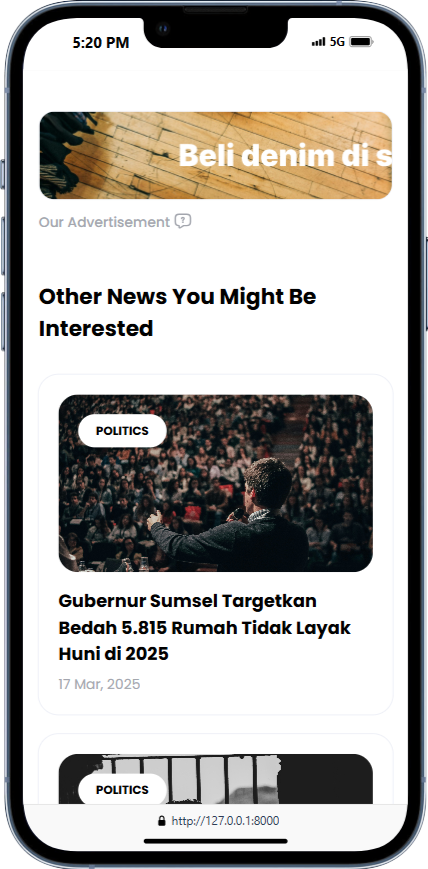 5:20 PM
5G
Beli denim di s
Our Advertisement
Other News You Might Be
Interested
POLITICS
Gubernur Sumsel Targetkan
Bedah 5.815 Rumah Tidak Layak
Huni di 2025
17 Mar, 2025
POLITICS
http://127.0.0.1:8000